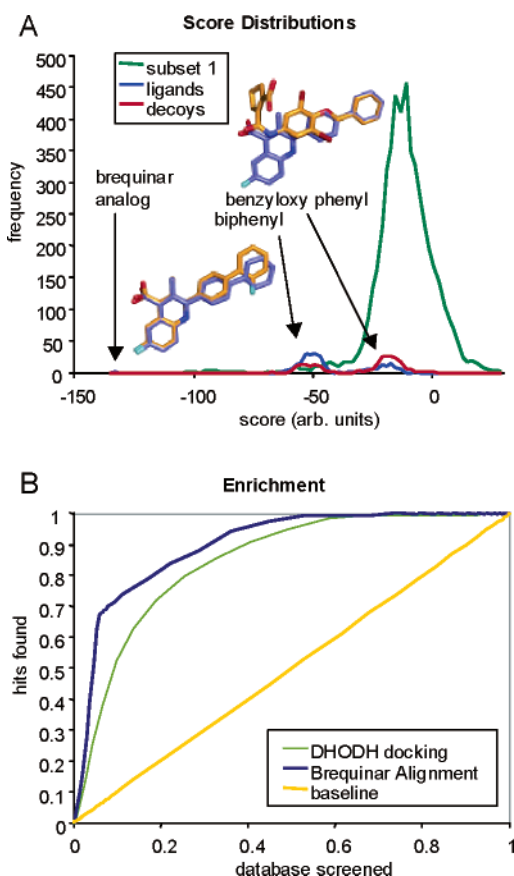 A
Score Distributions
500
450
400
350
300
250
200
150
100
50
0
frequency
subset 1
ligands
decoys
brequinar
analog
benzyloxy phenyl
biphenyl
-150
-100
-50
0
score (arb. units)
B
Enrichment
1
0.9
0.8
0.7
0.6
0.5
0.4
0.3
0.2
0.1
0
hits found
DHODH docking
Brequinar Alignment
baseline
0
0.2
0.4
0.6
0.8
1
database screened